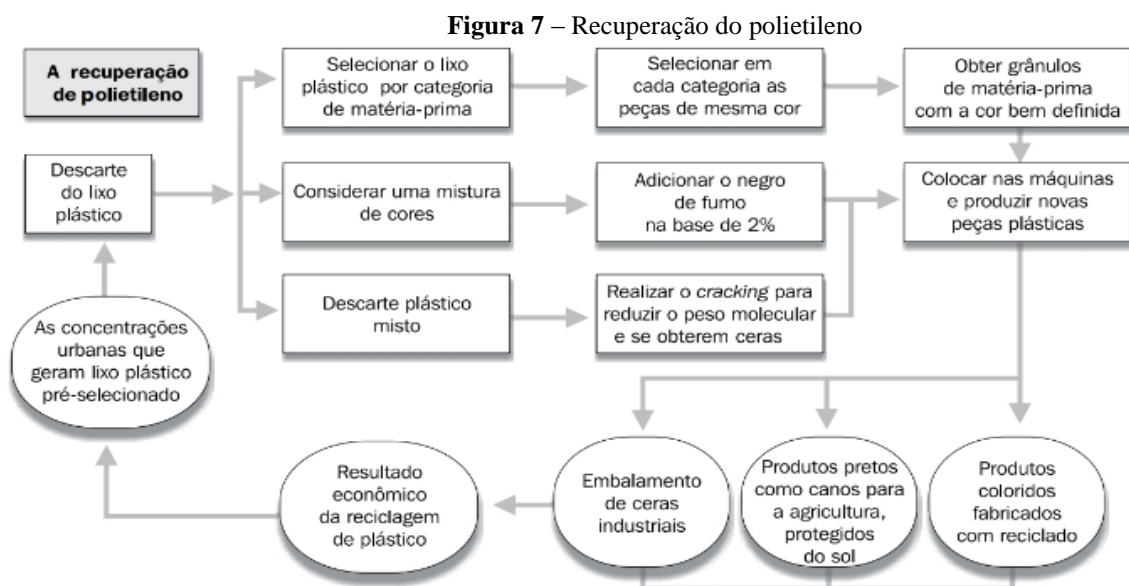 Figura 7 – Recuperação do polietileno
A recuperação
de polietileno
Selecionar o lixo
plástico por categoria
de matéria-prima
Selecionar em
cada categoria as
peças de mesma cor
Obter grânulos
de matéria-prima
com a cor bem definida
Descarte
do lixo
plástico
Considerar uma mistura
de cores
Adicionar o negro
de fumo
na base de 2%
Colocar nas máquinas
e produzir novas
peças plásticas
Descarte plástico
misto
Realizar o cracking para
reduzir o peso molecular
e se obterem ceras
As concentrações
urbanas que
geram lixo plástico
pré-selecionado
Resultado
econômico
da reciclagem
de plástico
Embalamento
de ceras
industriais
Produtos pretos
como canos para
a agricultura,
protegidos
do sol
Produtos
coloridos
fabricados
com reciclado